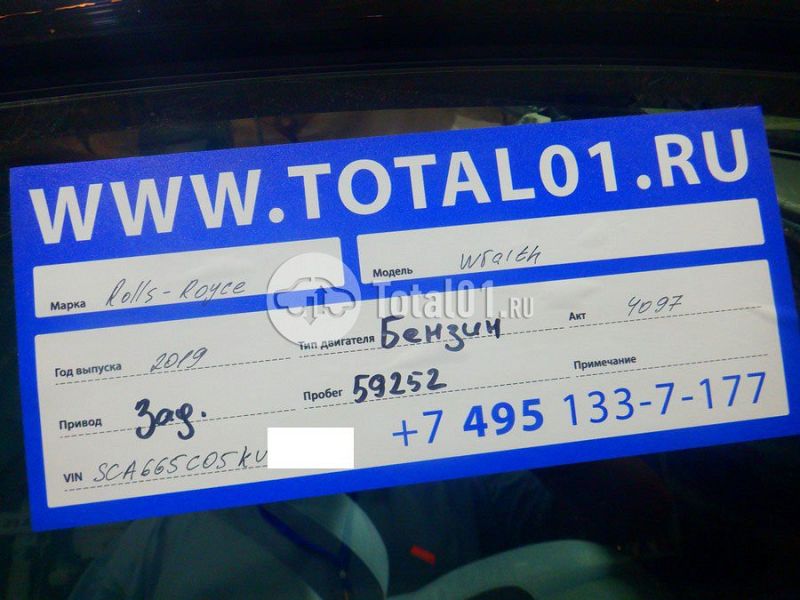 WWW.TOTAL01.RU
Марка Rolls-Royce
Модель Wraith
Total01.RU
Год выпуска 2019
Тип двигателя Бензин
Акт 4097
Привод Зад.
Пробег 59252
Примечание
+7 495 133-7-177
VIN SCA665C05KU